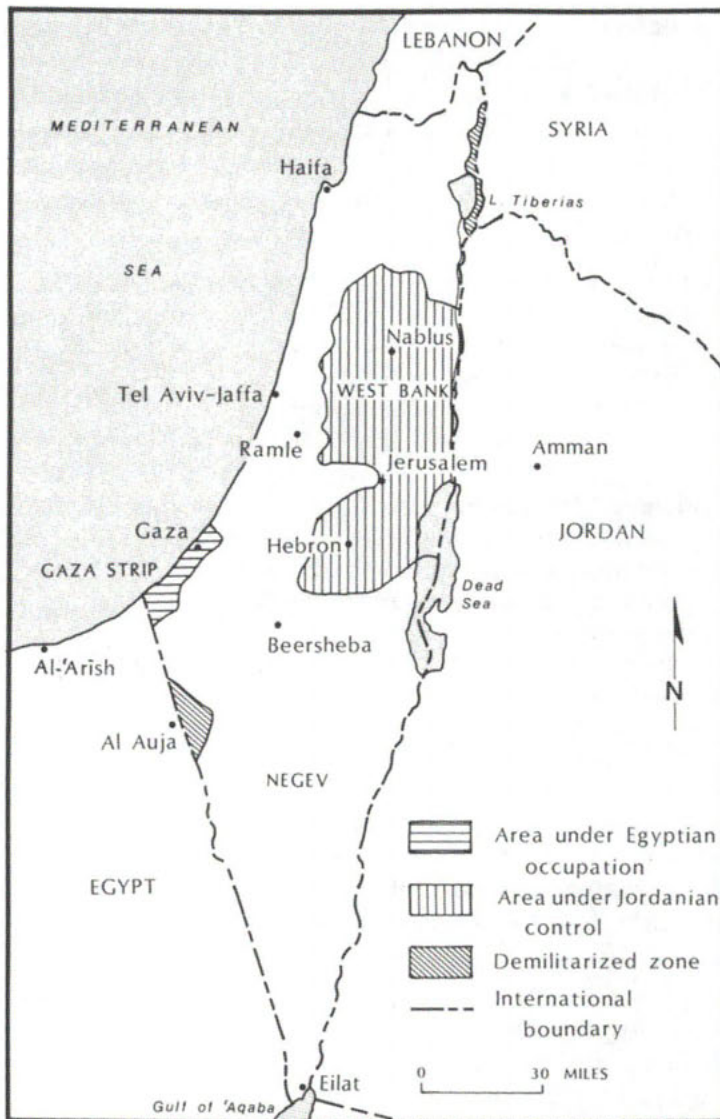 LEBANON
MEDITERRANEAN
SYRIA
Haifa
L. Tiberias
SEA
Nablus
Tel Aviv-Jaffa
WEST BANK
Ramle
Amman
Jerusalem
Gaza
Hebron
JORDAN
GAZA STRIP
Dead
Sea
Beersheba
Al-'Arīsh
N
Al Auja
NEGEV
Area under Egyptian
occupation
EGYPT
Area under Jordanian
control
Demilitarized zone
International
boundary
0 30 MILES
Eilat
Gulf of 'Aqaba